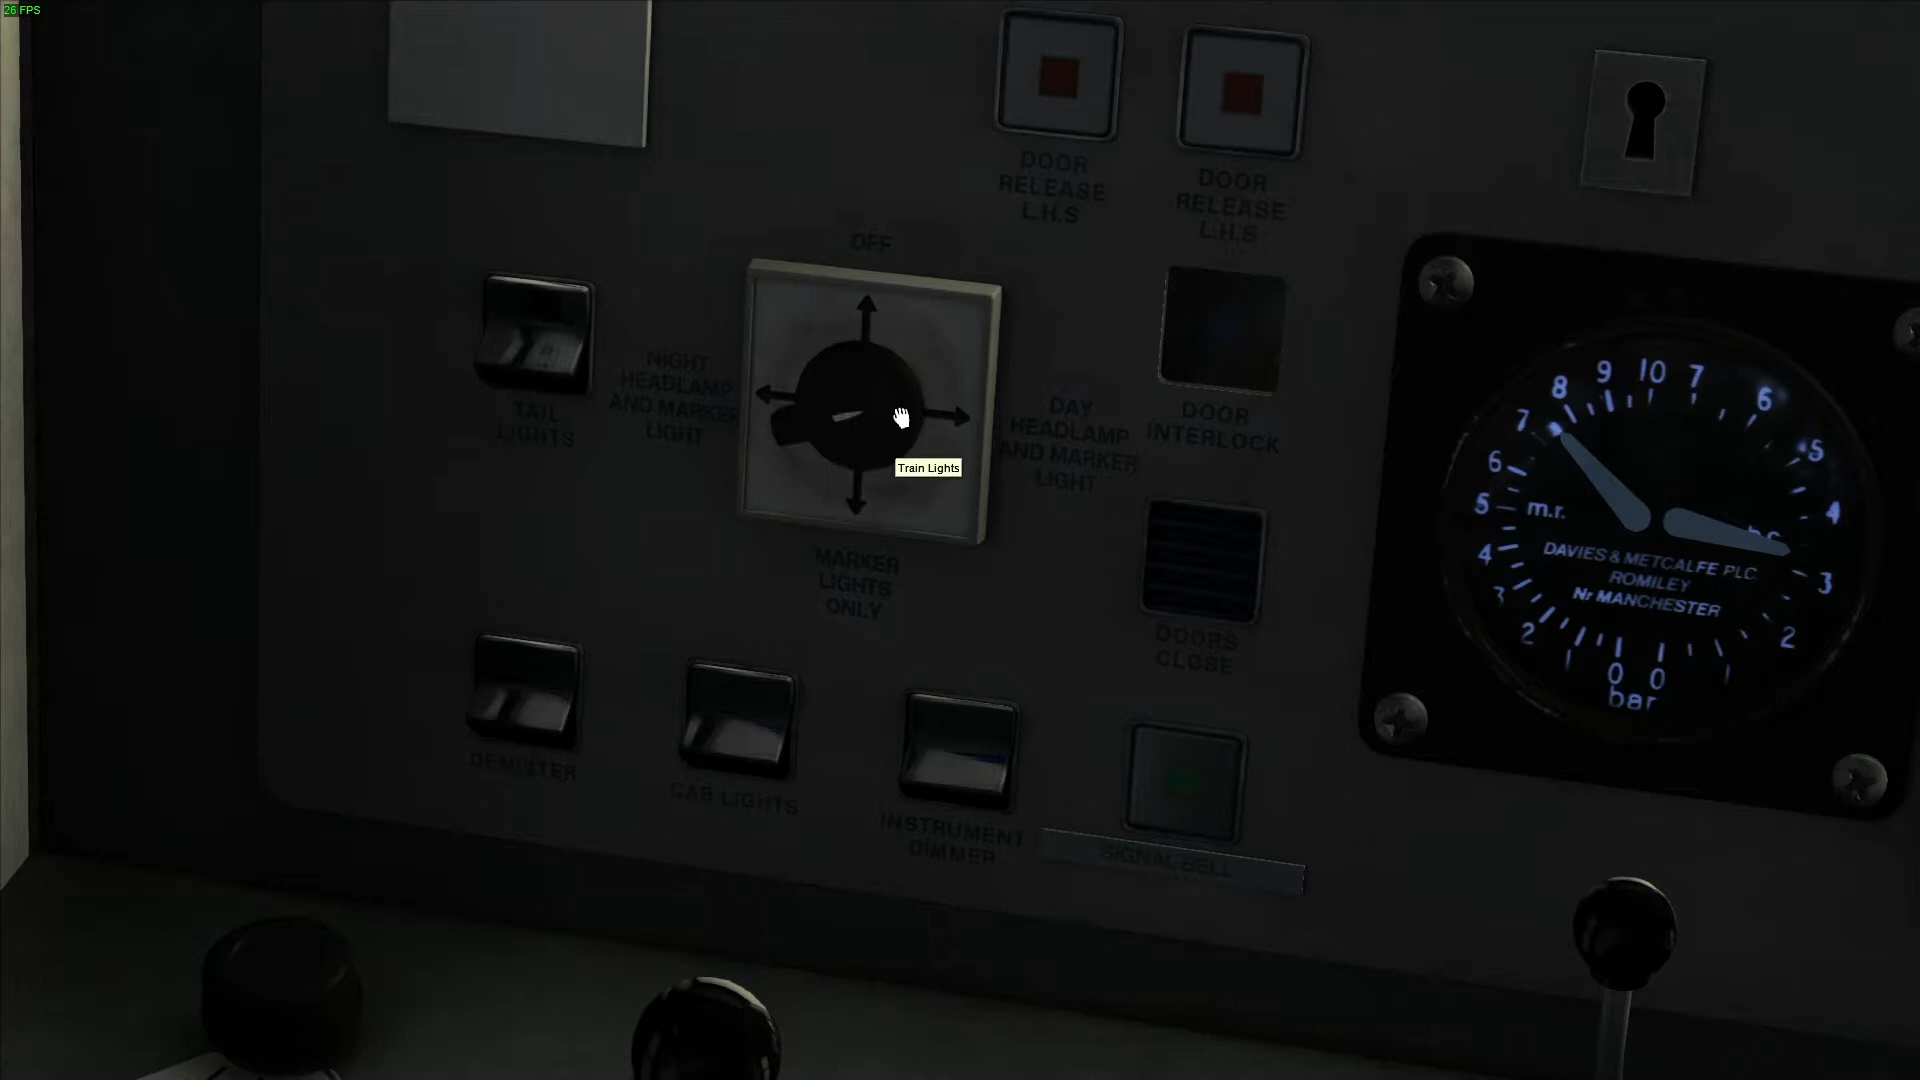 26 FPS
DOOR
RELEASE
L.H.S
DOOR
RELEASE
L.H.S
OFF
TAIL
LIGHTS
NIGHT
HEADLAMP
AND MARKER
LIGHT
DAY
HEADLAMP
AND MARKER
LIGHT
DOOR
INTERLOCK
Train Lights
MARKER
LIGHTS
ONLY
DOORS
CLOSE
DEMISTER
CAB LIGHTS
INSTRUMENT
DIMMER
SIGNAL BELL
10
9
8
7
6
5
4
3
2
1
0
7
6
5
4
3
2
1
0
m.r.
DAVIES & METCALFE PLC.
ROMILEY
Nr MANCHESTER
bar